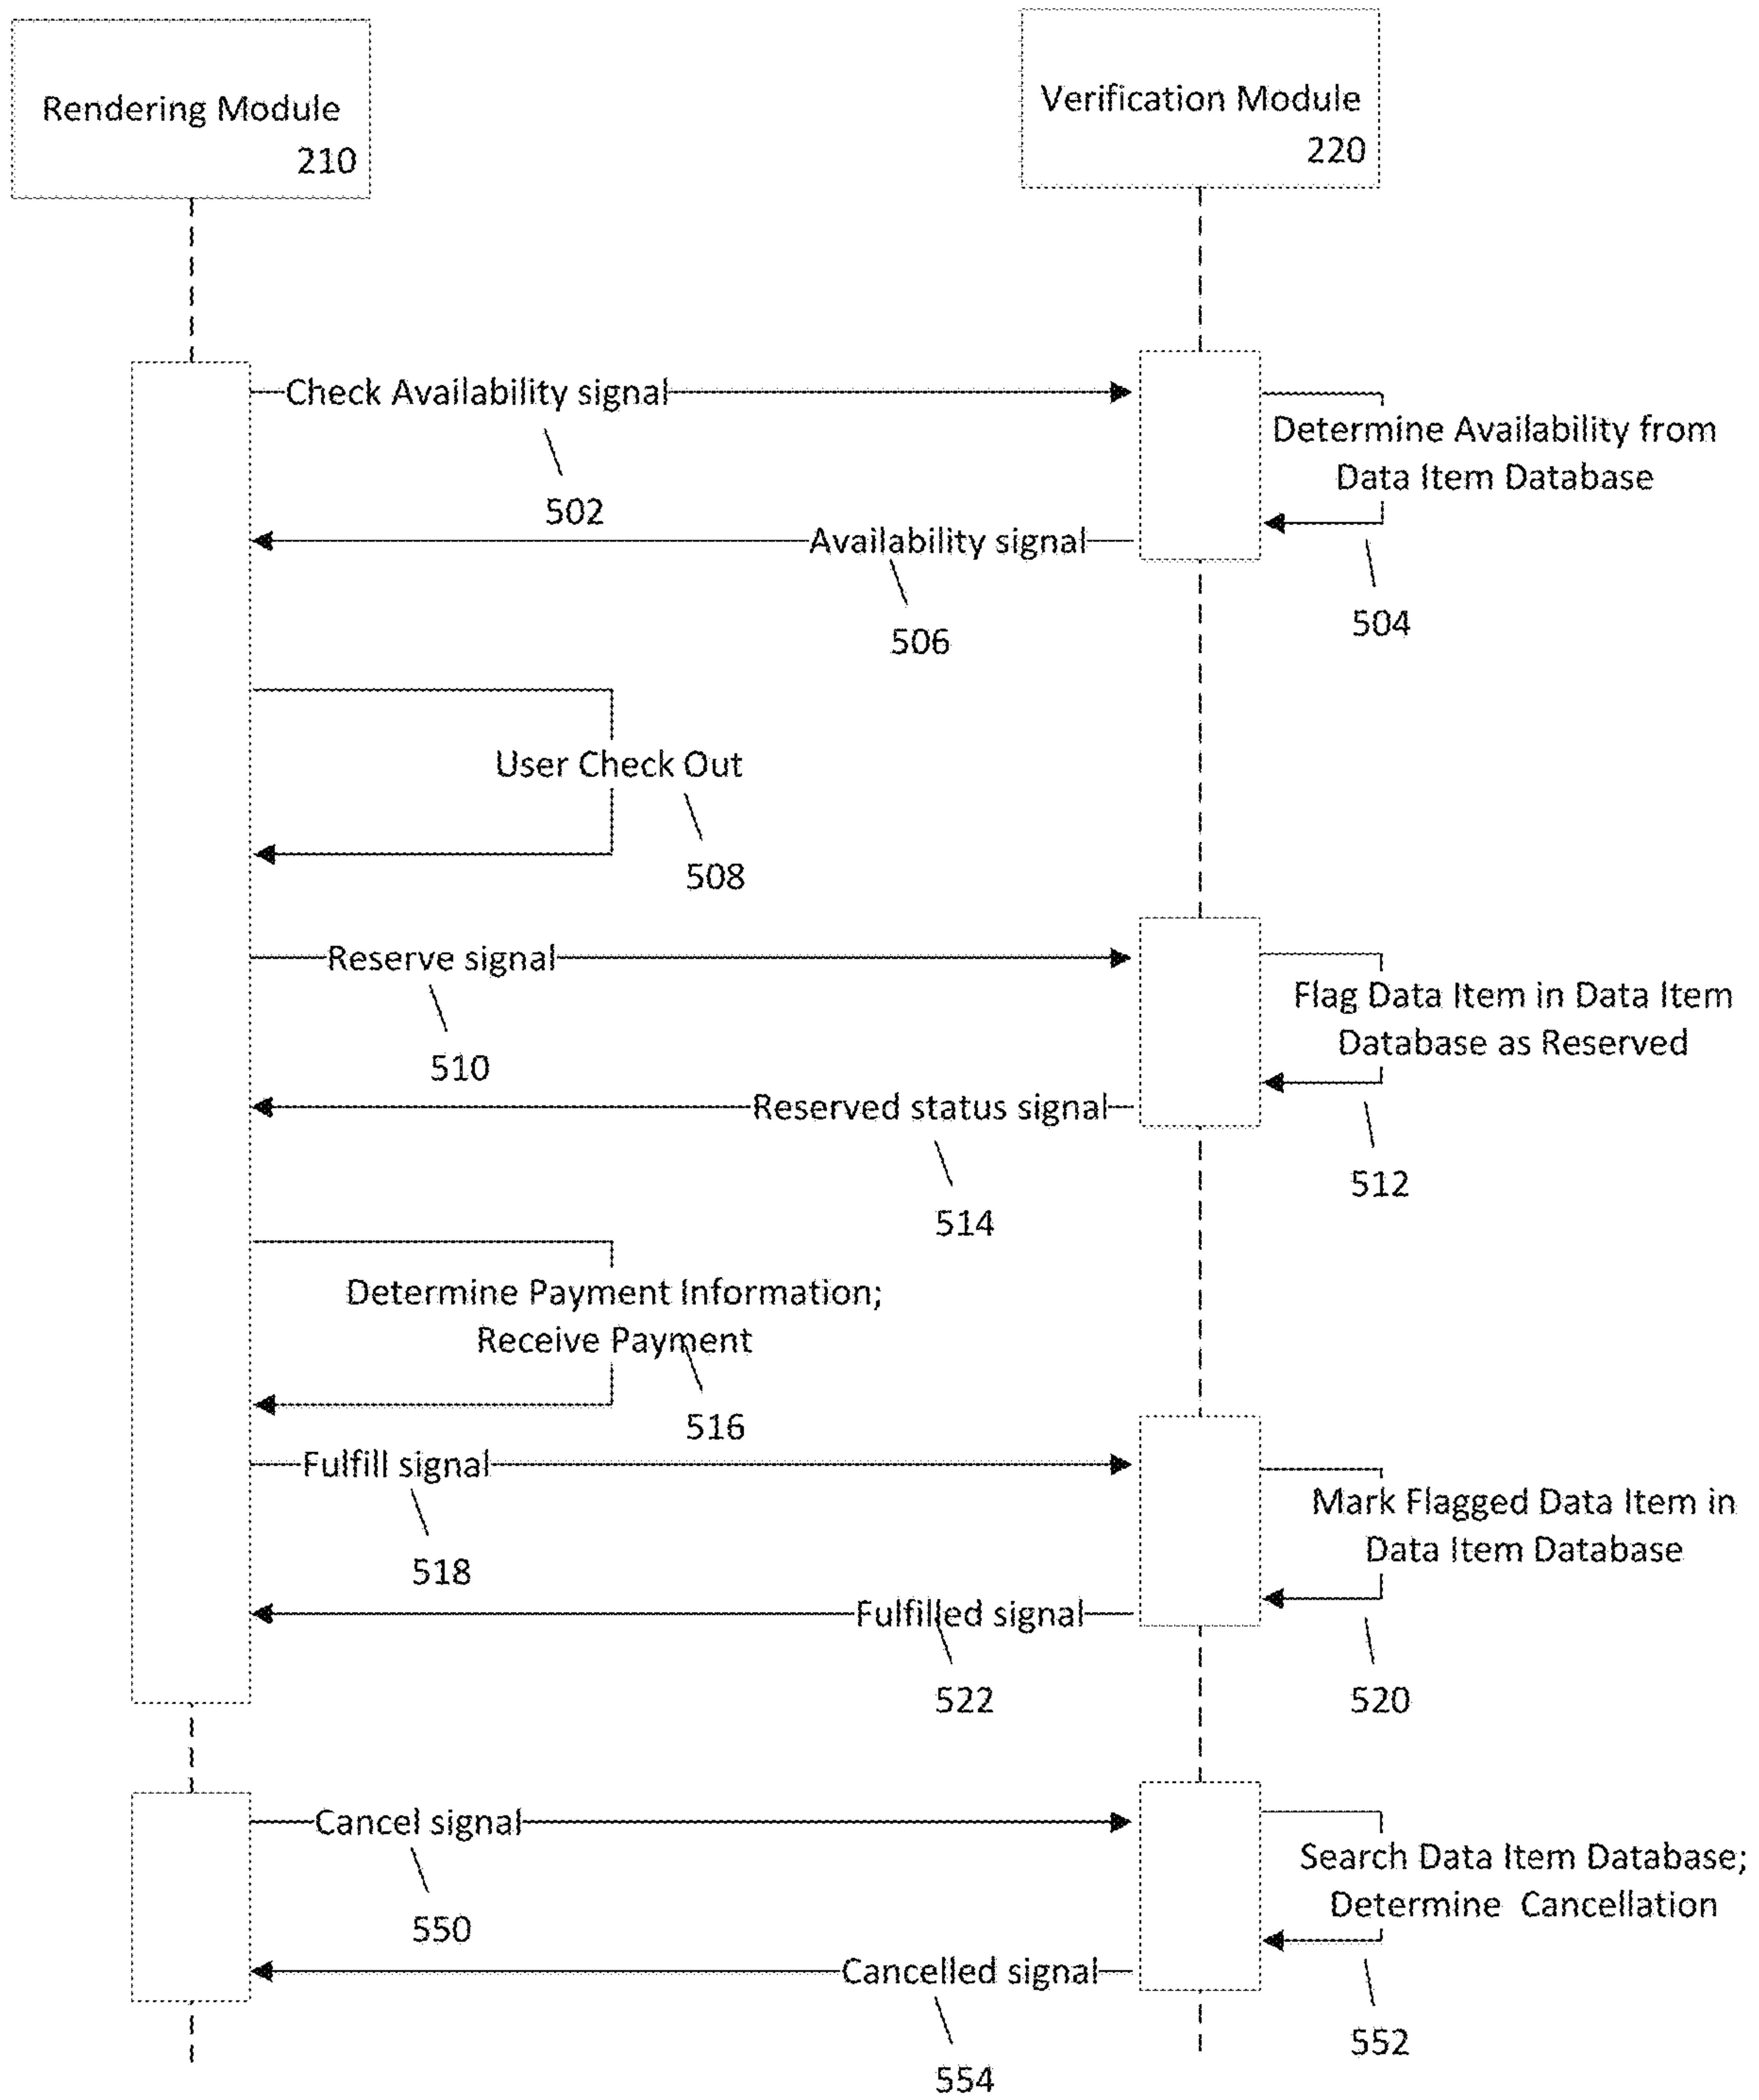 Rendering Module
210
Verification Module
220
Check Availability signal
502
Determine Availability from
Data Item Database
504
Availability signal
506
User Check Out
508
Reserve signal
510
Flag Data Item in Data Item
Database as Reserved
512
Reserved status signal
514
Determine Payment Information;
Receive Payment
516
Fulfill signal
518
Mark Flagged Data Item in
Data Item Database
520
Fulfilled signal
522
Cancel signal
550
Search Data Item Database;
Determine Cancellation
552
Cancelled signal
554